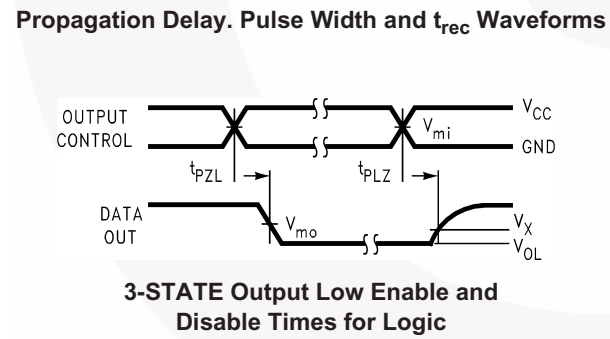 Propagation Delay. Pulse Width and trec Waveforms
OUTPUT
CONTROL
VCC
Vmi
GND
tPZL
tPLZ
DATA
OUT
Vmo
VX
VOL
3-STATE Output Low Enable and
Disable Times for Logic